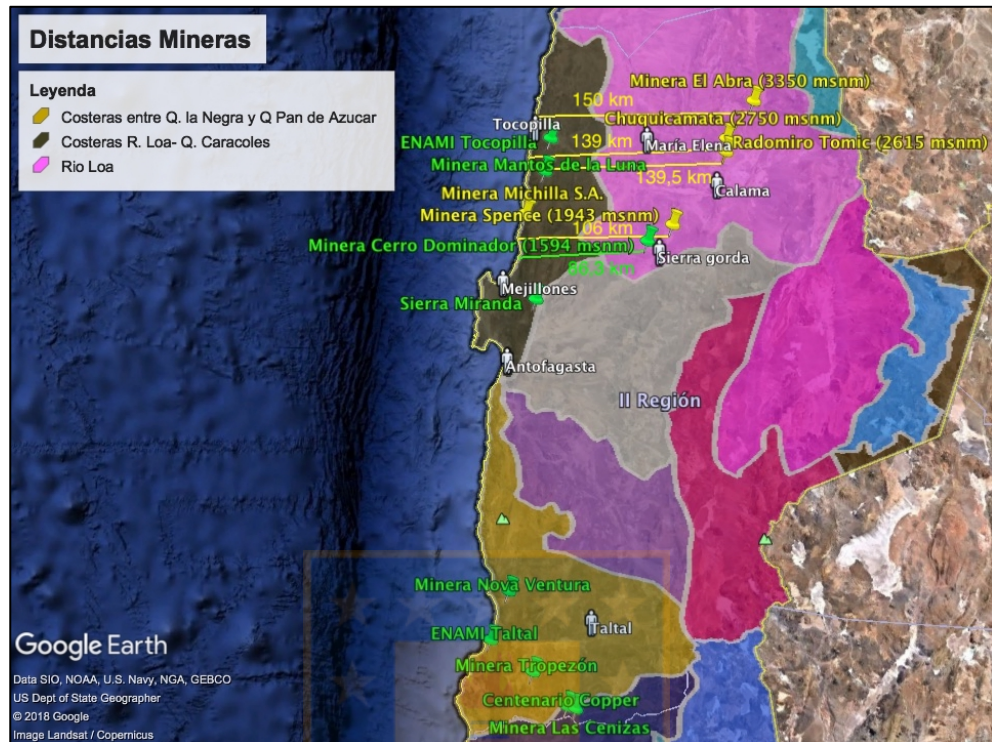 Distancias Mineras
Leyenda
Costeras entre Q. la Negra y Q Pan de Azucar
Costeras R. Loa- Q. Caracoles
Rio Loa
Minera El Abra (3350 msnm)
150 km
Chuquicamata (2750 msnm)
Tocopilla
ENAMI Tocopilla
139 km
Maria Elena
Radomiro Tomic (2615 msnm)
Minera Mantos de la Luna
139,5 km
Calama
Minera Michilla S.A.
Minera Spence (1943 msnm)
106 km
Minera Cerro Dominador (1594 msnm)
Sierra gorda
86.3 km
Mejillones
Sierra Miranda
Antofagasta
II Región
Minera Nova Ventura
ENAMI Taltal
Taltal
Minera Tropezón
Centenario Copper
Minera Las Cenizas
Google Earth
Data SIO, NOAA, U.S. Navy, NGA, GEBCO
US Dept of State Geographer
© 2018 Google
Image Landsat / Copernicus